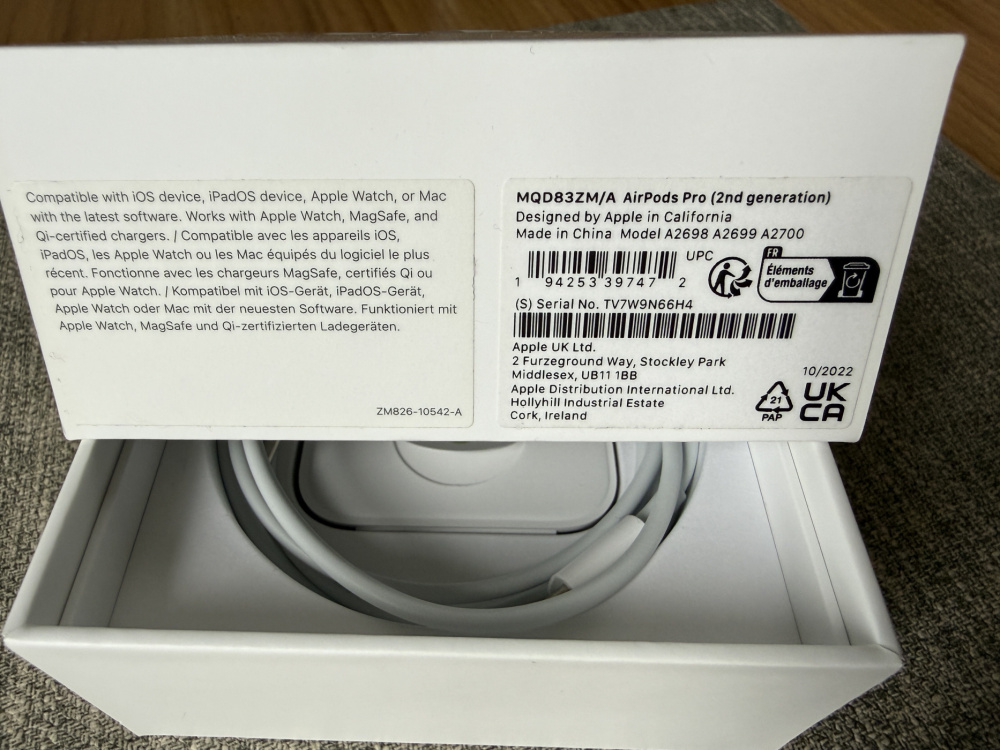 Compatible with iOS device, iPadOS device, Apple Watch, or Mac
with the latest software. Works with Apple Watch, MagSafe, and
Qi-certified chargers. / Compatible avec les appareils iOS,
iPadOS, les Apple Watch ou les Mac équipés du logiciel le plus
récent. Fonctionne avec les chargeurs MagSafe, certifiés Qi ou
pour Apple Watch. / Kompatibel mit iOS-Gerät, iPadOS-Gerät,
Apple Watch oder Mac mit der neuesten Software. Funktioniert mit
Apple Watch, MagSafe und Qi-zertifizierten Ladegeräten.
ZM826-10542-A
MQD83ZM/A AirPods Pro (2nd generation)
Designed by Apple in California
Made in China Model A2698 A2699 A2700
UPC
1 94253 39747 2
FR
Éléments
d'emballage
(S) Serial No. TV7W9N66H4
Apple UK Ltd.
2 Furzeground Way, Stockley Park
Middlesex, UB11 1BB
Apple Distribution International Ltd.
Hollyhill Industrial Estate
Cork, Ireland
10/2022
21
PAP
UK
CA